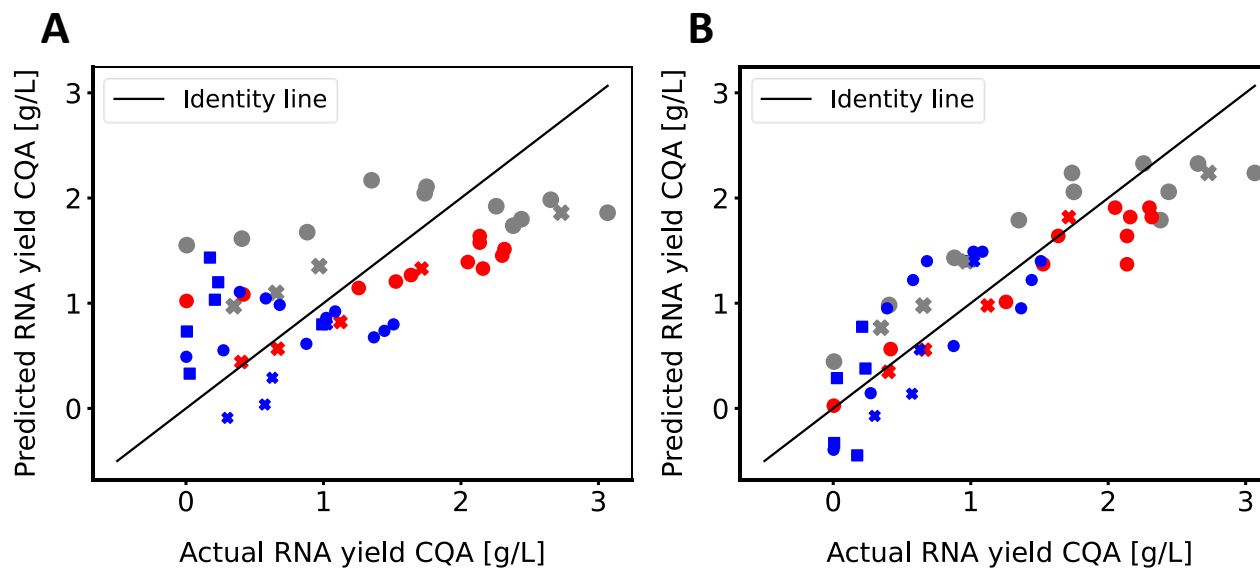 A
Predicted RNA yield CQA [g/L]
3
2
1
0
Identity line
0 1 2 3
Actual RNA yield CQA [g/L]
B
Predicted RNA yield CQA [g/L]
3
2
1
0
Identity line
0 1 2 3
Actual RNA yield CQA [g/L]